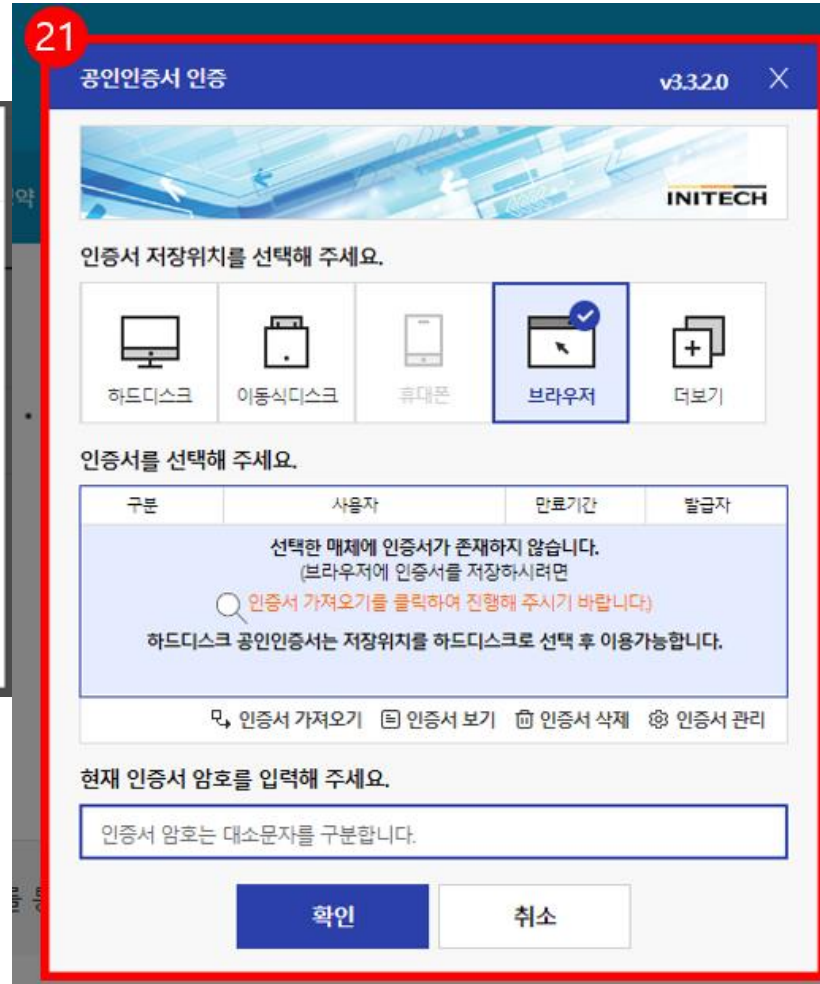 21
공인인증서 인증 v3.3.2.0
INITECH
인증서 저장위치를 선택해 주세요.
하드디스크 이동식디스크 휴대폰 브라우저 더보기
인증서를 선택해 주세요.
구분 사용자 만료기간 발급자
선택한 매체에 인증서가 존재하지 않습니다.
(브라우저에 인증서를 저장하시려면
인증서 가져오기를 클릭하여 진행해 주시기 바랍니다.)
하드디스크 공인인증서는 저장위치를 하드디스크로 선택 후 이용가능합니다.
인증서 가져오기 인증서 보기 인증서 삭제 인증서 관리
현재 인증서 암호를 입력해 주세요.
인증서 암호는 대소문자를 구분합니다.
확인 취소